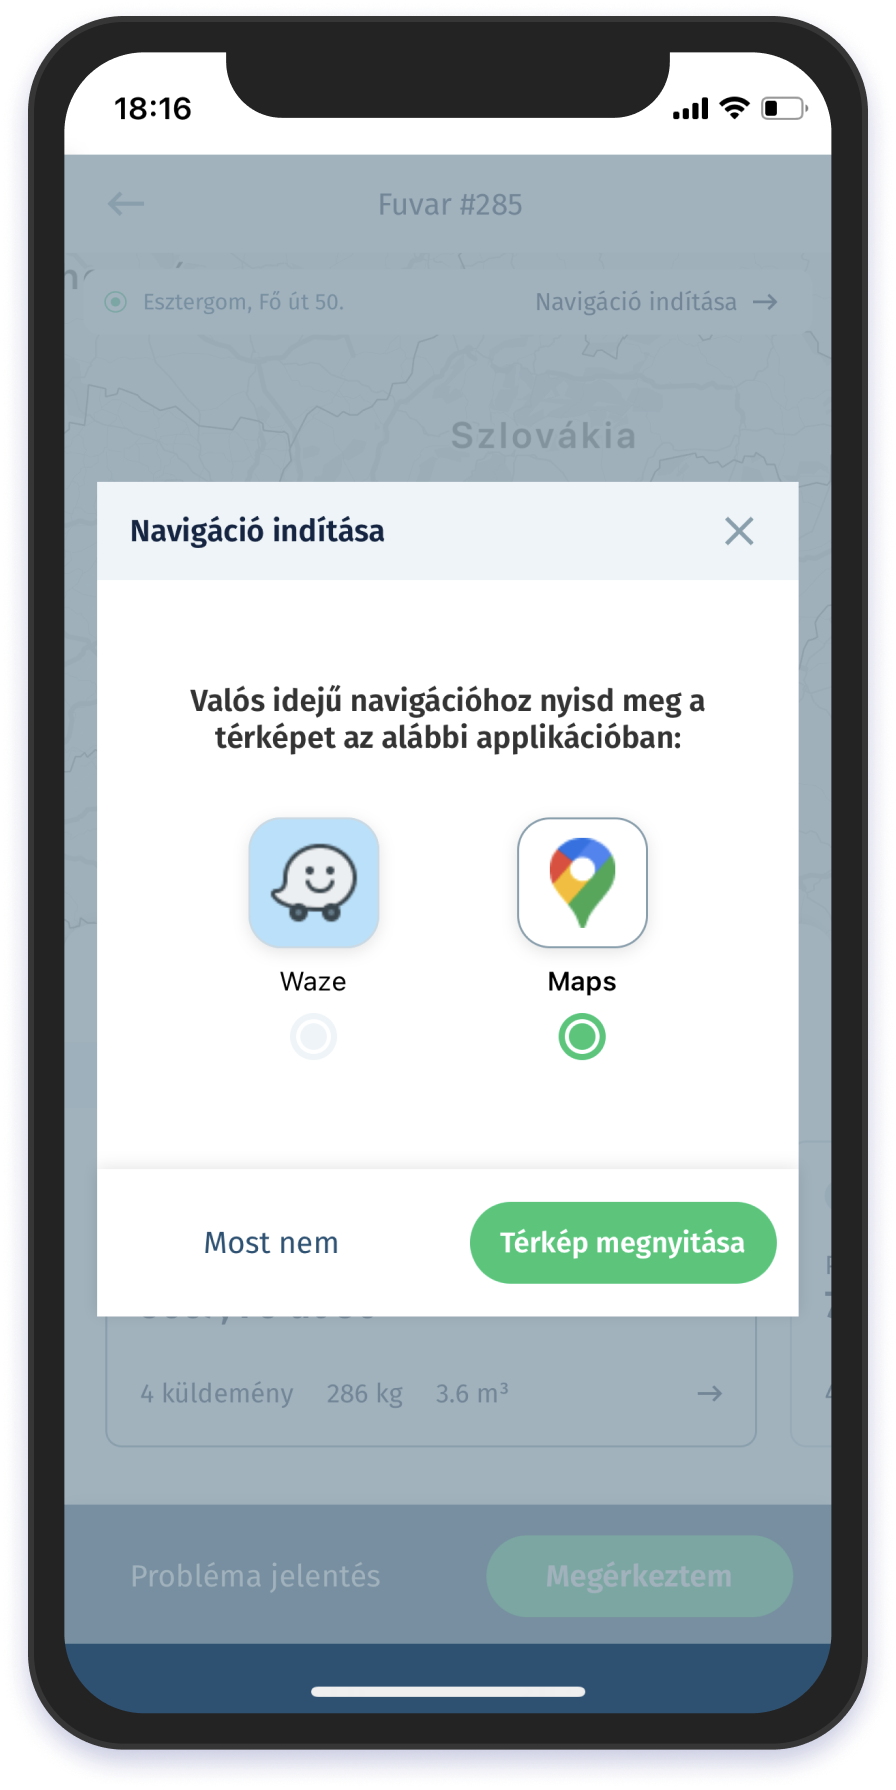 18:16
Fuvar #285
Esztergom, Fő út 50.
Navigáció indítása
Szlovákia
Navigáció indítása
Valós idejű navigációhoz nyisd meg a
térképet az alábbi applikációban:
Waze
Maps
Most nem
Térkép megnyitása
4 küldemény
286 kg
3.6 m³
Probléma jelentés
Megérkeztem